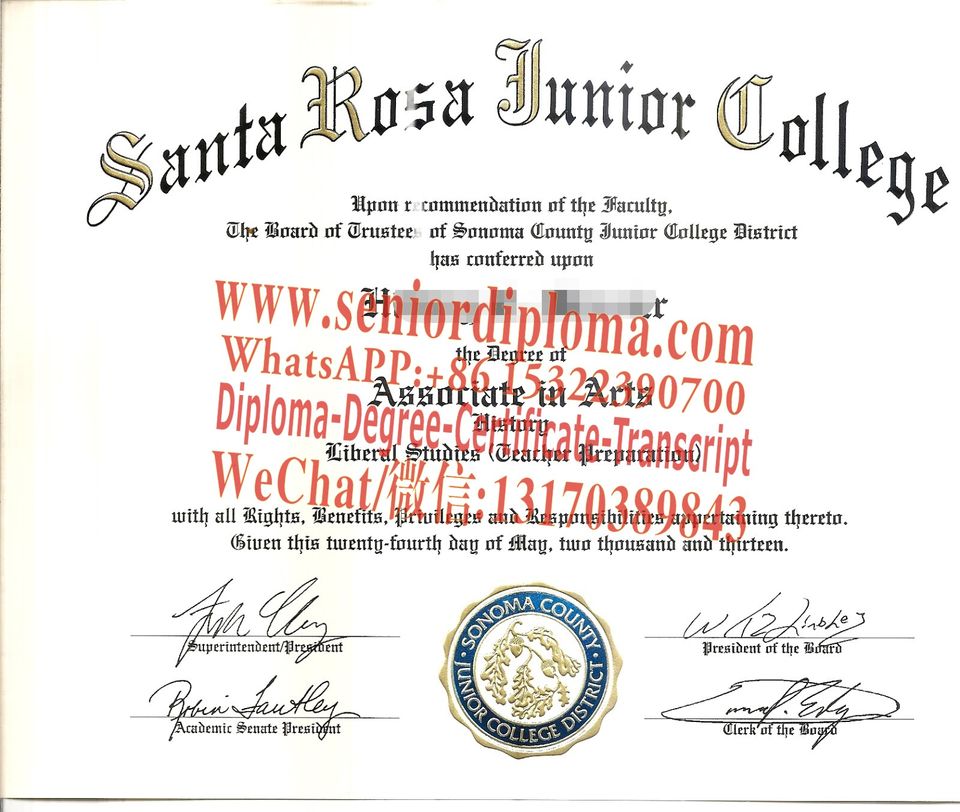 Santa Rosa Junior College
Upon recommendation of the Faculty,
The Board of Trustees of Sonoma County Junior College District
has conferred upon
www.seniordiploma.com
the Degree of
WhatsAPP:+86 15322390700
Associate in Arts
Diploma-Degree-Certificate-Transcript
History
Liberal Studies (Teacher Preparation)
WeChat/微信:13170389843
with all Rights, Benefits, Privileges and Responsibilities appertaining thereto.
Given this twenty-fourth day of May, two thousand and thirteen.
SONOMA COUNTY
JUNIOR COLLEGE DISTRICT
Superintendent/President
President of the Board
Robin Fautley
Academic Senate President
Clerk of the Board